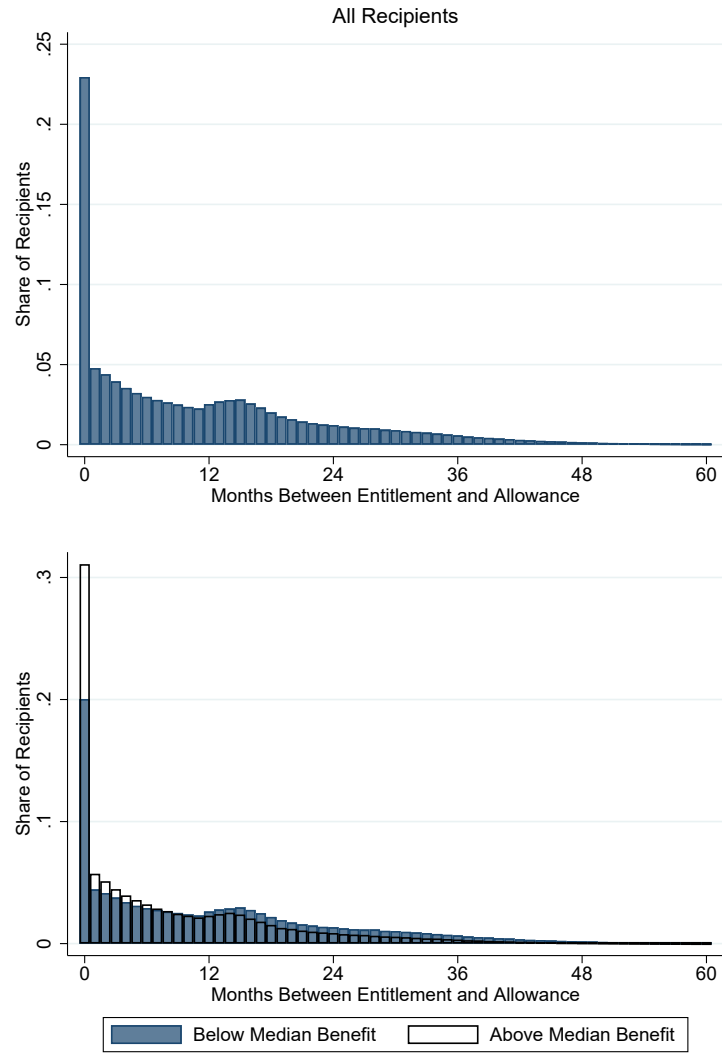 All Recipients
.25
.2
.15
.1
.05
0
Share of Recipients
0 12 24 36 48 60
Months Between Entitlement and Allowance
.3
.2
.1
0
Share of Recipients
0 12 24 36 48 60
Months Between Entitlement and Allowance
Below Median Benefit Above Median Benefit